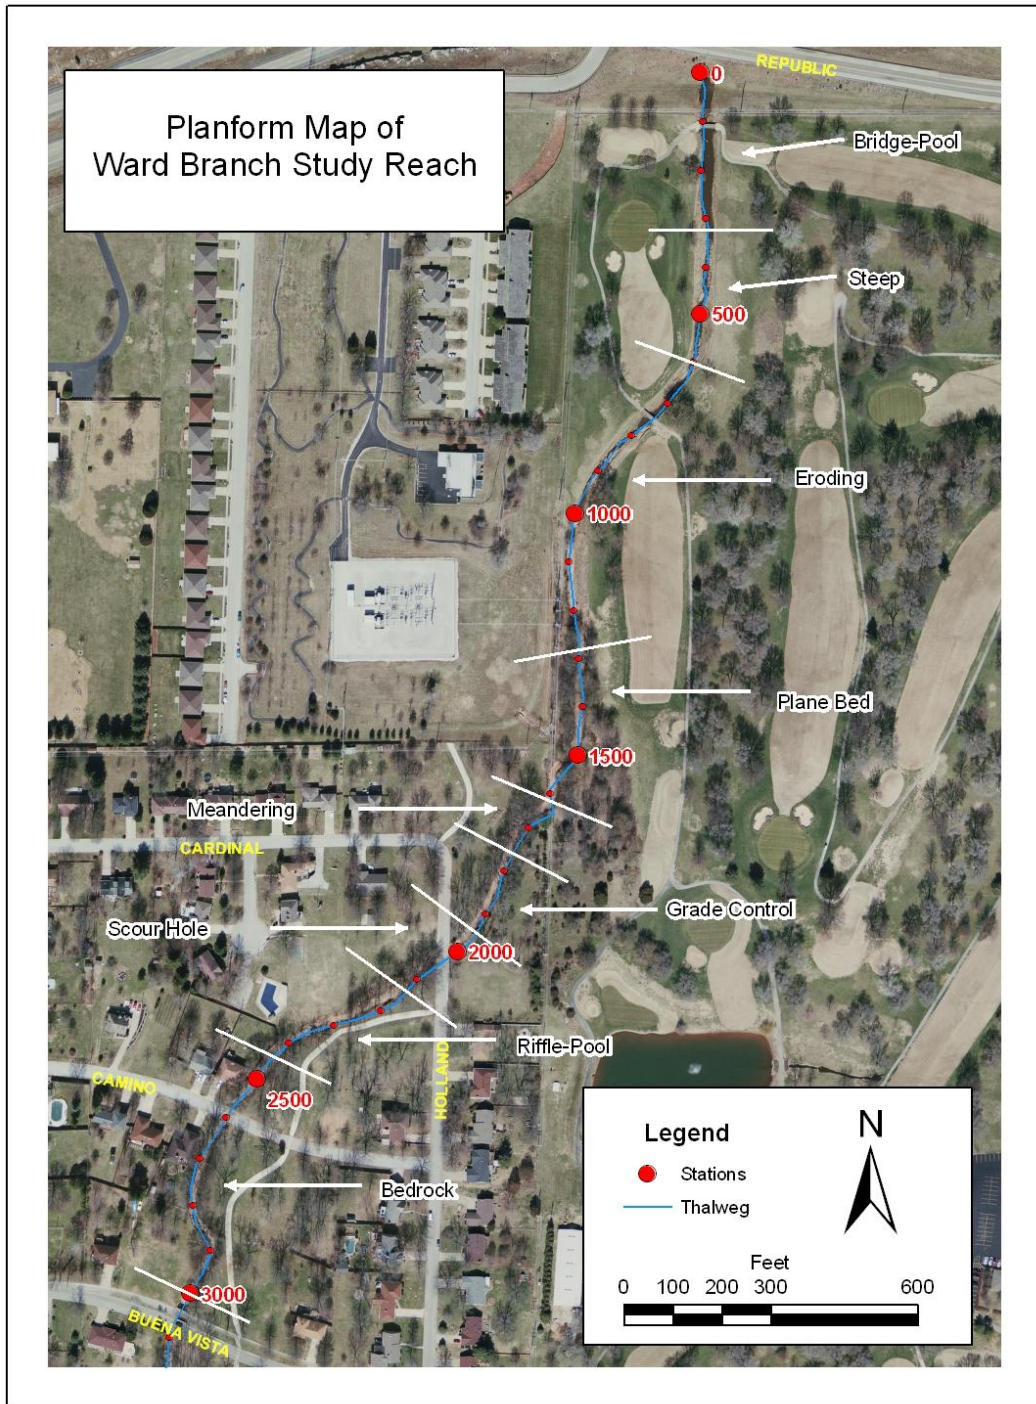 Planform Map of
Ward Branch Study Reach
REPUBLIC
0
Bridge-Pool
Steep
500
Eroding
1000
Plane Bed
1500
Meandering
CARDINAL
Grade Control
Scour Hole
2000
Riffle-Pool
HOLLAND
CAMINO
2500
Bedrock
3000
BUENA VISTA
Legend
Stations
Thalweg
N
Feet
0 100 200 300 600